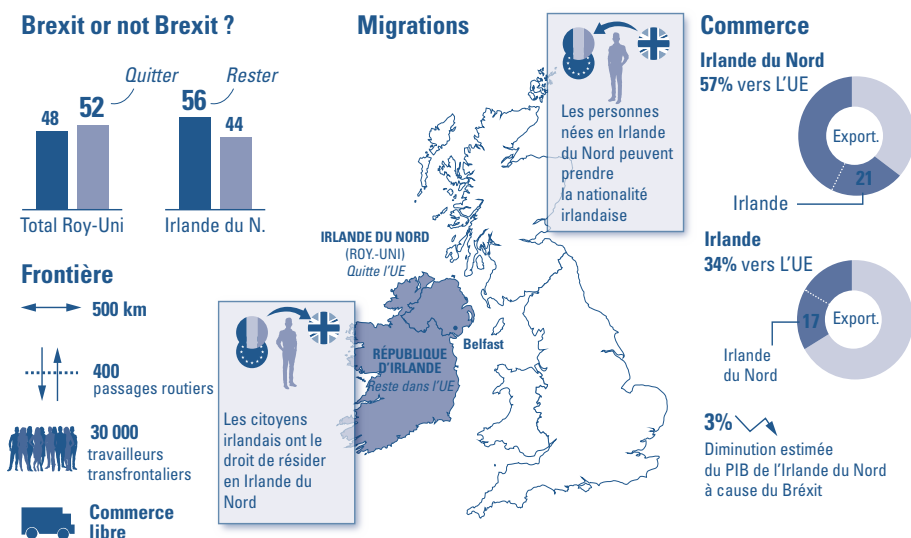 Brexit or not Brexit ?
Quitter
48
52
Total Roy-Uni
Rester
56
44
Irlande du N.
Frontière
500 km
400
passages routiers
30 000
travailleurs
transfrontaliers
Commerce
libre
Migrations
Les personnes
nées en Irlande
du Nord peuvent
prendre
la nationalité
irlandaise
IRLANDE DU NORD
(ROY.-UNI)
Quitte l'UE
Belfast
RÉPUBLIQUE
D'IRLANDE
Reste dans l'UE
Les citoyens
irlandais ont le
droit de résider
en Irlande du
Nord
Commerce
Irlande du Nord
57% vers L'UE
Export.
21
Irlande
Irlande
34% vers L'UE
Export.
17
Irlande
du Nord
3%
Diminution estimée
du PIB de l'Irlande du Nord
à cause du Bréxit